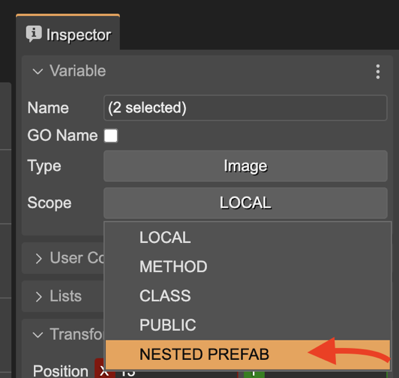 Inspector
Variable
Name (2 selected)
GO Name
Type Image
Scope LOCAL
LOCAL
User Co
METHOD
CLASS
Lists
PUBLIC
Transfo
NESTED PREFAB
Position X